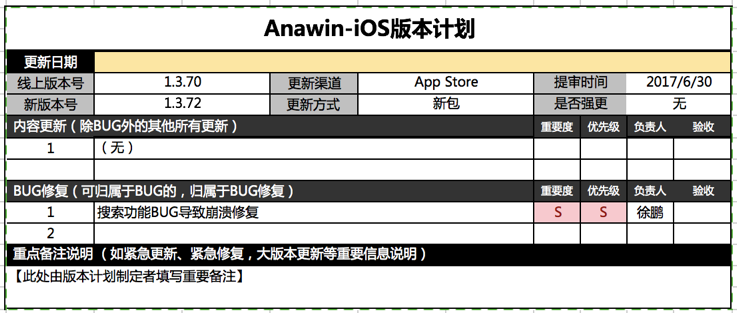 Anawin-iOS版本计划
更新日期
线上版本号 1.3.70 更新渠道 App Store 提审时间 2017/6/30
新版本号 1.3.72 更新方式 新包 是否强更 无
内容更新（除BUG外的其他所有更新） 重要度 优先级 负责人 验收
1 （无）
BUG修复（可归属于BUG的，归属于BUG修复） 重要度 优先级 负责人 验收
1 搜索功能BUG导致崩溃修复 S S 徐鹏
2
重点备注说明 （如紧急更新、紧急修复，大版本更新等重要信息说明）
【此处由版本计划制定者填写重要备注】